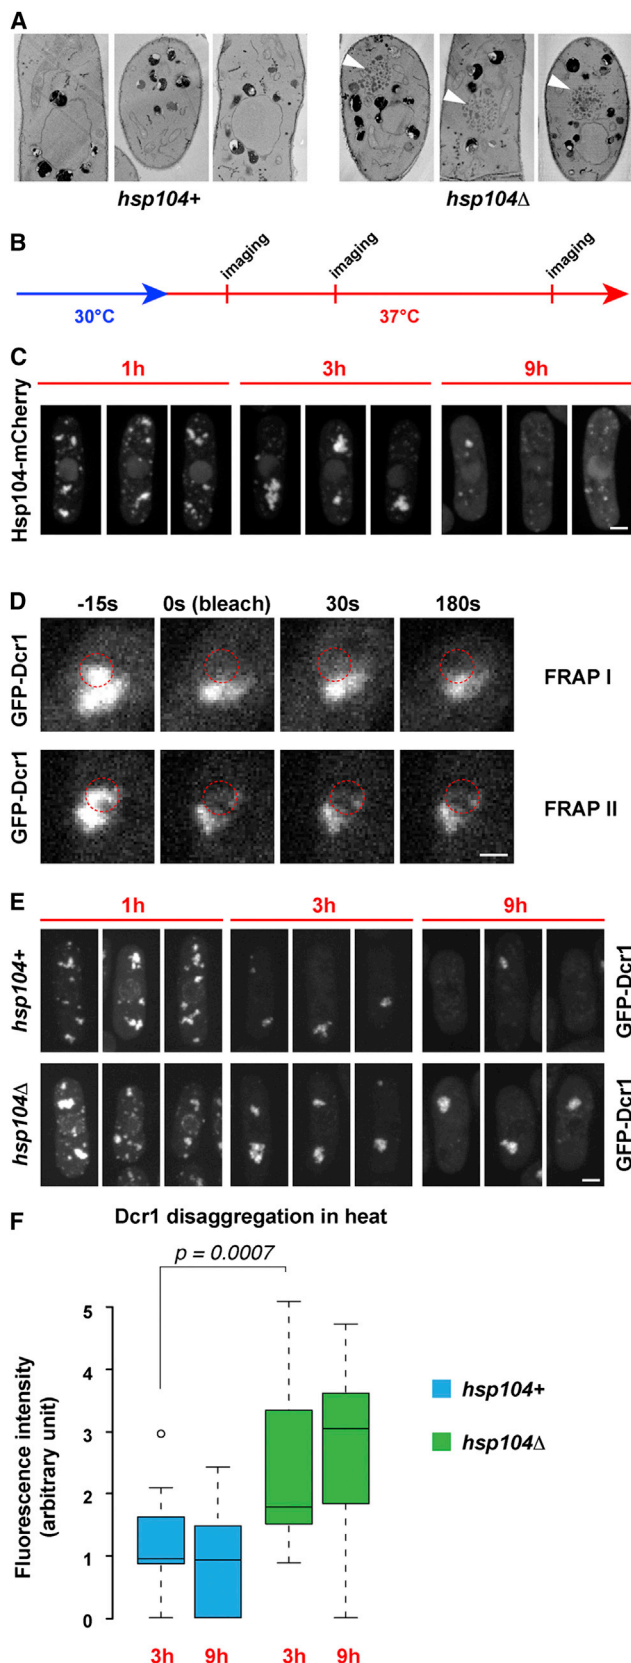 A
hsp104+ hsp104Δ
B
imaging imaging imaging
30°C 37°C
C
1h 3h 9h
Hsp104-mCherry
D
-15s 0s (bleach) 30s 180s
GFP-Dcr1 FRAP I
GFP-Dcr1 FRAP II
E
1h 3h 9h
hsp104+ GFP-Dcr1
hsp104Δ GFP-Dcr1
F
Dcr1 disaggregation in heat
p = 0.0007
5
4
3
2
1
0
Fluorescence intensity
(arbitrary unit)
hsp104+
hsp104Δ
3h 9h 3h 9h